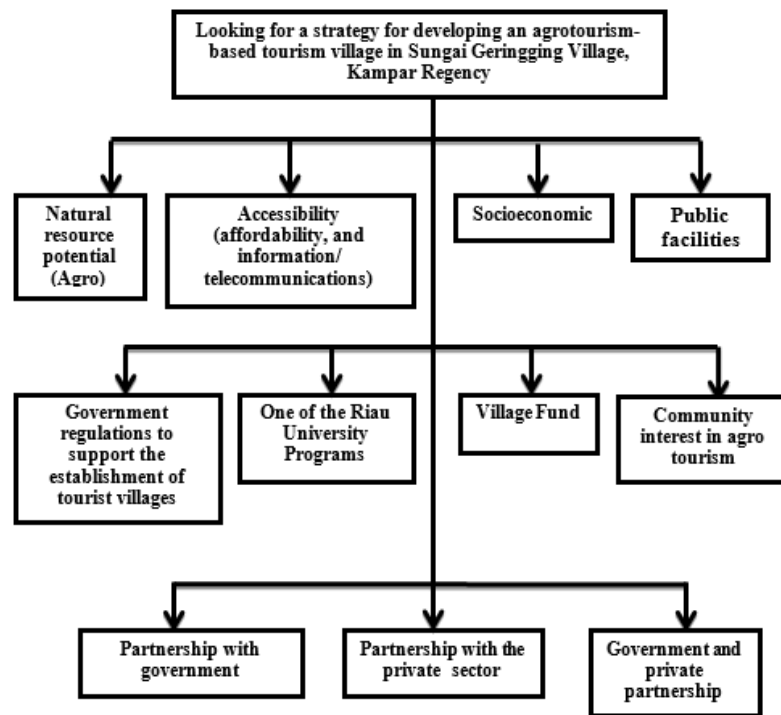 Looking for a strategy for developing an agrotourism-
based tourism village in Sungai Geringging Village,
Kampar Regency
Natural
resource
potential
(Agro)
Accessibility
(affordability, and
information/
telecommunications)
Socioeconomic
Public
facilities
Government
regulations to
support the
establishment of
tourist villages
One of the Riau
University
Programs
Village Fund
Community
interest in agro
tourism
Partnership with
government
Partnership with the
private sector
Government and
private
partnership